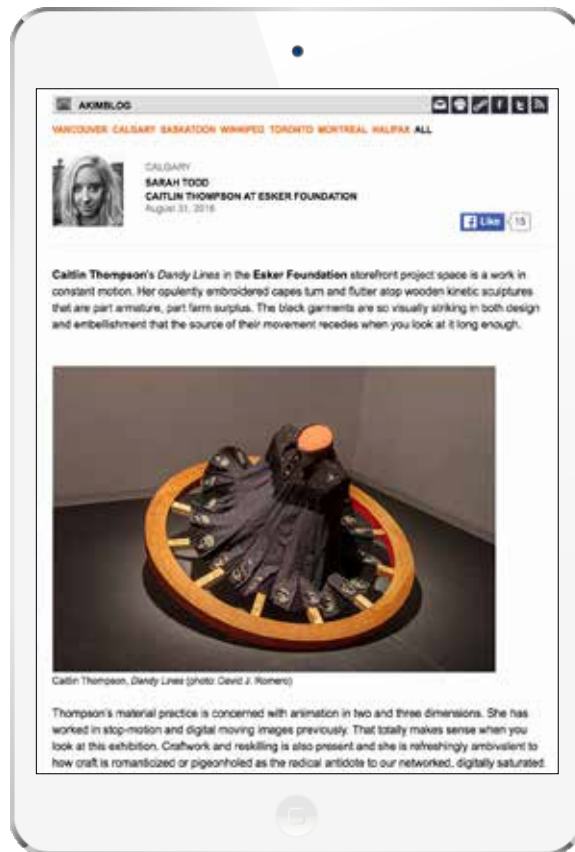 AKIMBLOG
VANCOUVER CALGARY SASKATOON WINNIPEG TORONTO MONTREAL HALIFAX ALL
CALGARY
SARAH TODD
CAITLIN THOMPSON AT ESKER FOUNDATION
August 31, 2016
Like 15
Caitlin Thompson's Dandy Lines in the Esker Foundation storefront project space is a work in
constant motion. Her opulently embroidered capes turn and flutter atop wooden kinetic sculptures
that are part armature, part farm surplus. The black garments are so visually striking in both design
and embellishment that the source of their movement recedes when you look at it long enough.
Caitlin Thompson, Dandy Lines (photo: David J. Romero)
Thompson's material practice is concerned with animation in two and three dimensions. She has
worked in stop-motion and digital moving images previously. That totally makes sense when you
look at this exhibition. Craftwork and reskilling is also present and she is refreshingly ambivalent to
how craft is romanticized or pigeonholed as the radical antidote to our networked, digitally saturated